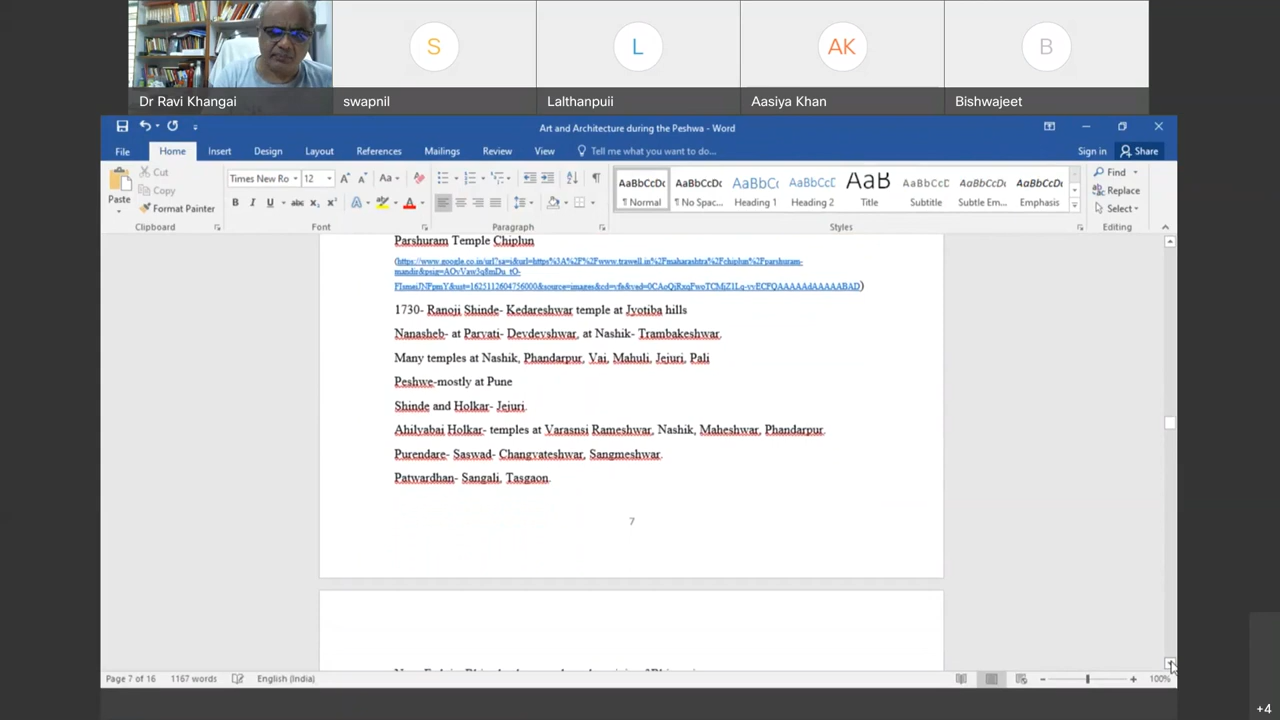 S
L
AK
B
Dr Ravi Khangai
swapnil
Lalthanpuii
Aasiya Khan
Bishwajeet
Art and Architecture during the Peshwa - Word
File
Home
Insert
Design
Layout
References
Mailings
Review
View
Tell me what you want to do...
Sign in
Share
Paste
Cut
Copy
Format Painter
Clipboard
Times New Ro
12
Font
Paragraph
AaBbCcDc
¶ Normal
AaBbCcDc
¶ No Spac...
AaBbCc
Heading 1
AaBbCcC
Heading 2
AaB
Title
AaBbCcD
Subtitle
AaBbCcDc
Subtle Em...
AaBbCcDc
Emphasis
Styles
Find
Replace
Select
Editing
Parshuram Temple Chiplun
1730- Ranoji Shinde- Kedareshwar temple at Jyotiba hills
Nanasheb- at Parvati- Devdevshwar, at Nashik- Trambakeshwar.
Many temples at Nashik, Phandarpur, Vai, Mahuli, Jejuri, Pali
Peshwe-mostly at Pune
Shinde and Holkar- Jejuri.
Ahilyabai Holkar- temples at Varasnsi Rameshwar, Nashik, Maheshwar, Phandarpur.
Purendare- Saswad- Changvateshwar, Sangmeshwar.
Patwardhan- Sangali, Tasgaon.
7
Page 7 of 16
1167 words
English (India)
100%
+4